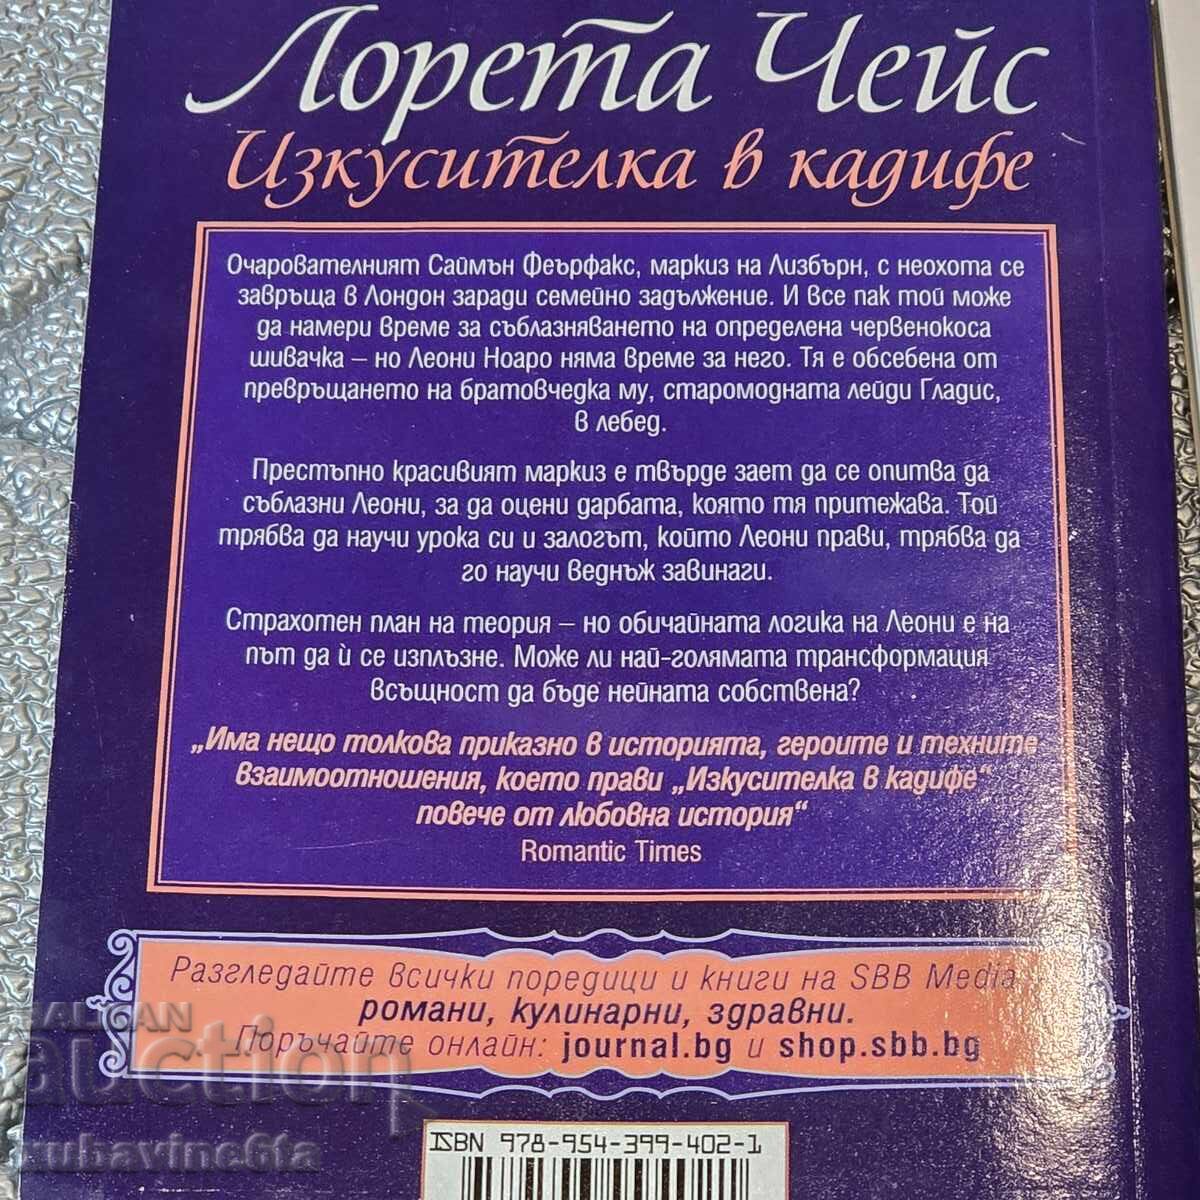 Лорета Чейс
Изкусителка в кадифе
Очарователният Саймън Феърфакс, маркиз на Лизбърн, с неохота се
завръща в Лондон заради семейно задължение. И все пак той може
да намери време за съблазняването на определена червенокоса
шивачка – но Леони Ноаро няма време за него. Тя е обсебена от
превръщането на братовчедка му, старомодната лейди Гладис,
в лебед.
Престъпно красивият маркиз е твърде зает да се опитва да
съблазни Леони, за да оцени дарбата, която тя притежава. Той
трябва да научи урока си и залогът, който Леони прави, трябва да
го научи веднъж завинаги.
Страхотен план на теория – но обичайната логика на Леони е на
път да ѝ се изплъзне. Може ли най-голямата трансформация
всъщност да бъде нейната собствена?
„Има нещо толкова приказно в историята, героите и техните
взаимоотношения, което прави „Изкусителка в кадифе“
повече от любовна история“
Romantic Times
Разгледайте всички поредици и книги на SBB Media
романи, кулинарни, здравни.
Поръчайте онлайн: journal.bg и shop.sbb.bg
BALKAN
auction
hubavine6ta
ISBN 978-954-399-402-1